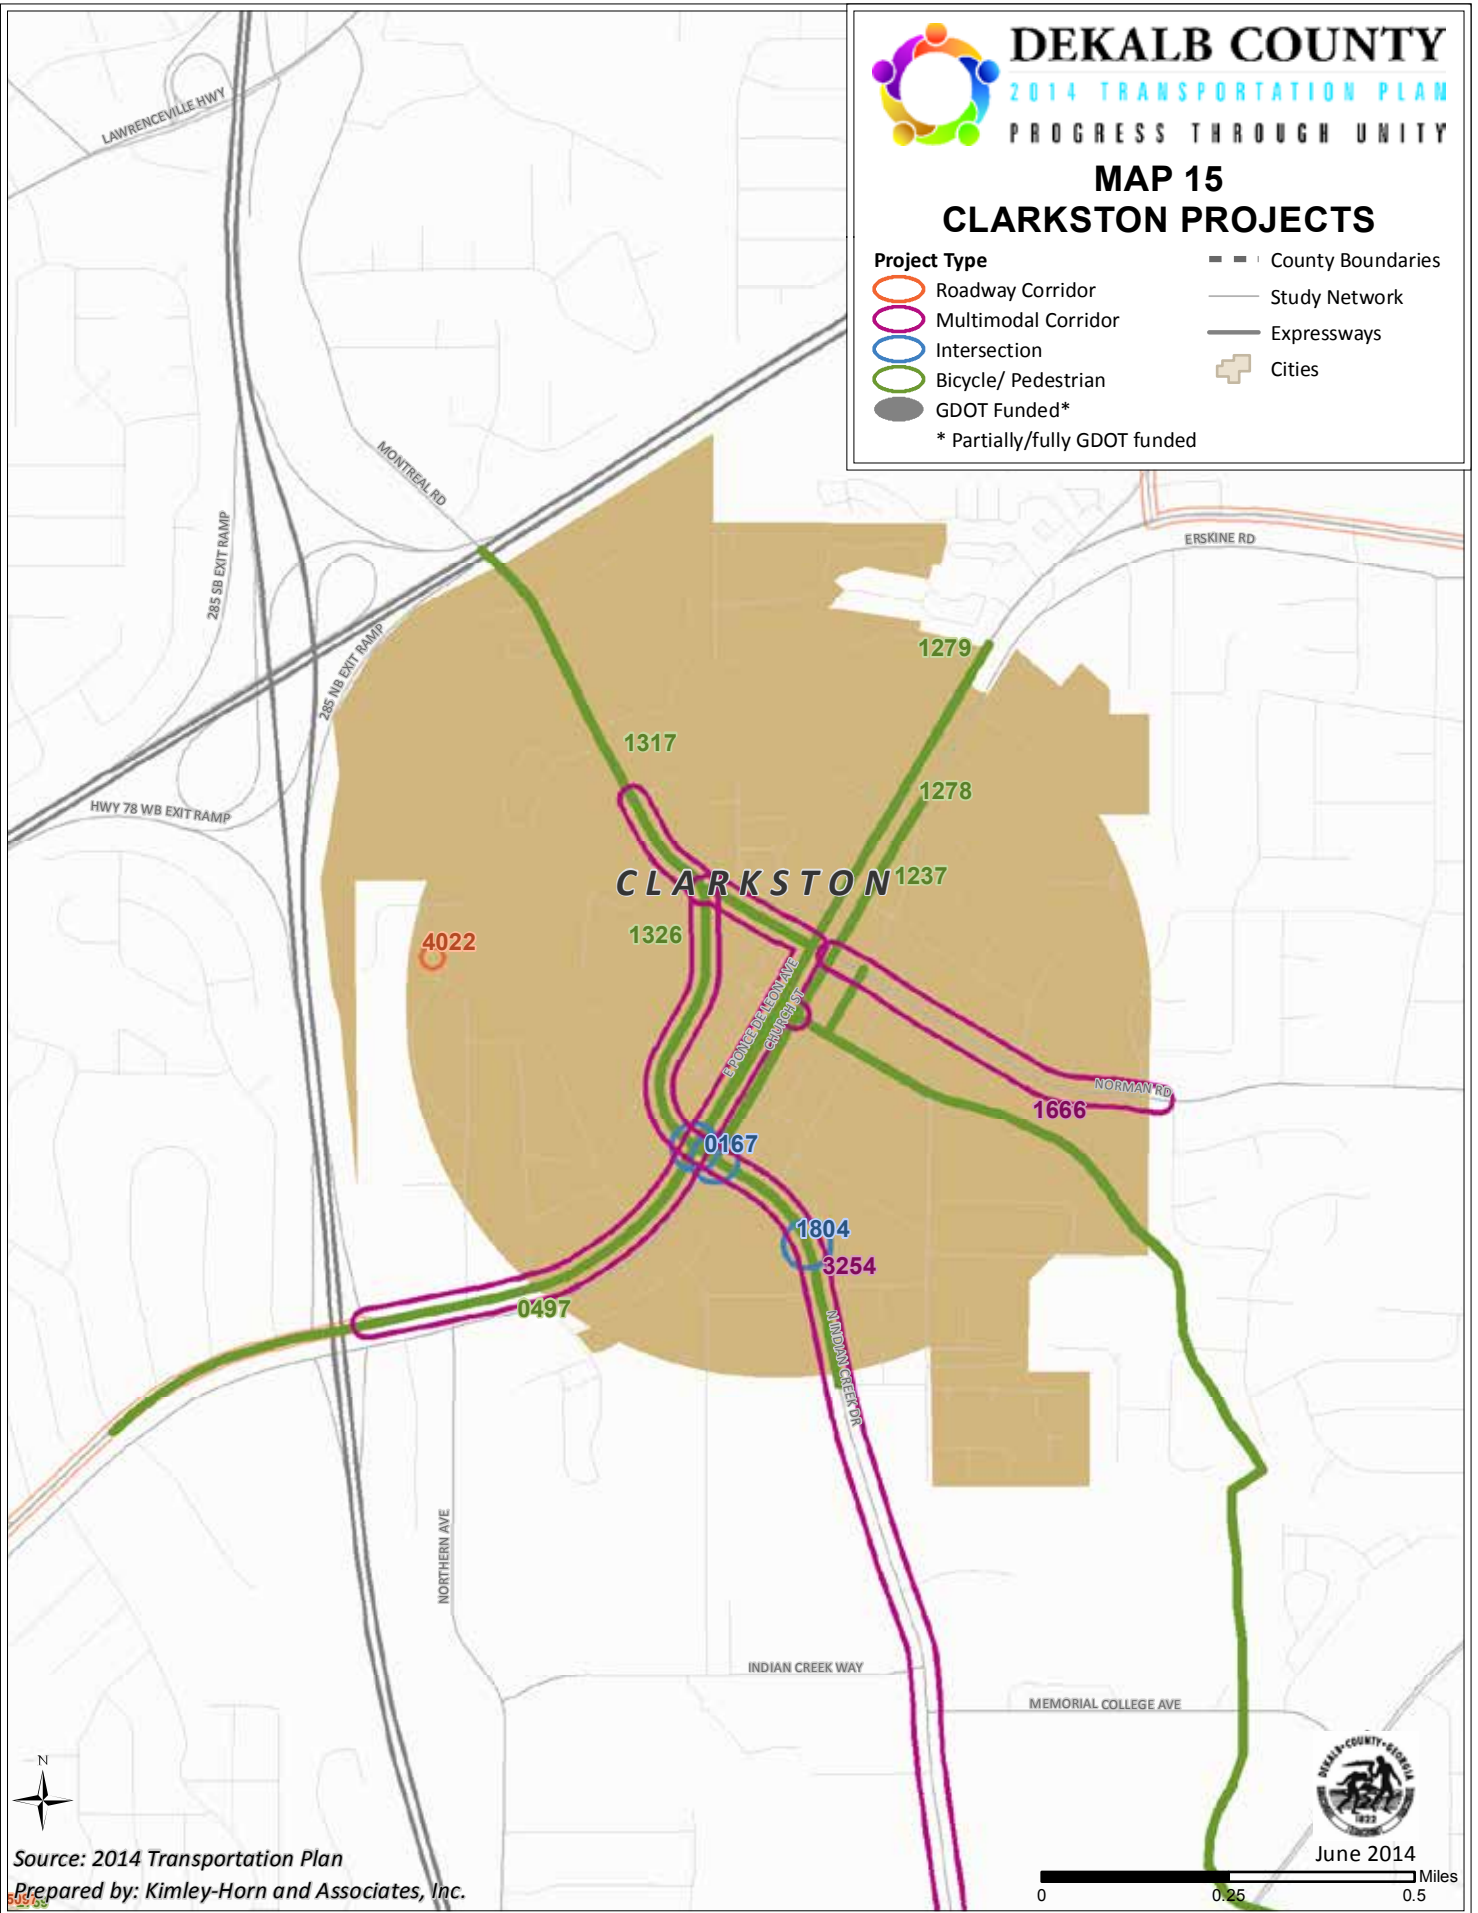 DEKALB COUNTY
2014 TRANSPORTATION PLAN
PROGRESS THROUGH UNITY
MAP 15
CLARKSTON PROJECTS
Project Type
Roadway Corridor
Multimodal Corridor
Intersection
Bicycle/ Pedestrian
GDOT Funded*
* Partially/fully GDOT funded
County Boundaries
Study Network
Expressways
Cities
LAWRENCEVILLE HWY
MONTREAL RD
285 SB EXIT RAMP
ERSKINE RD
285 NB EXIT RAMP
1279
1317
1278
HWY 78 WB EXIT RAMP
CLARKSTON
1237
1326
4022
E PONCE DE LEON AVE
CHURCH ST
NORMAN RD
1666
0167
1804
3254
0497
N INDIAN CREEK DR
NORTHERN AVE
INDIAN CREEK WAY
MEMORIAL COLLEGE AVE
N
DEKALB COUNTY GEORGIA
1822
June 2014
Source: 2014 Transportation Plan
Prepared by: Kimley-Horn and Associates, Inc.
Miles
0
0.25
0.5